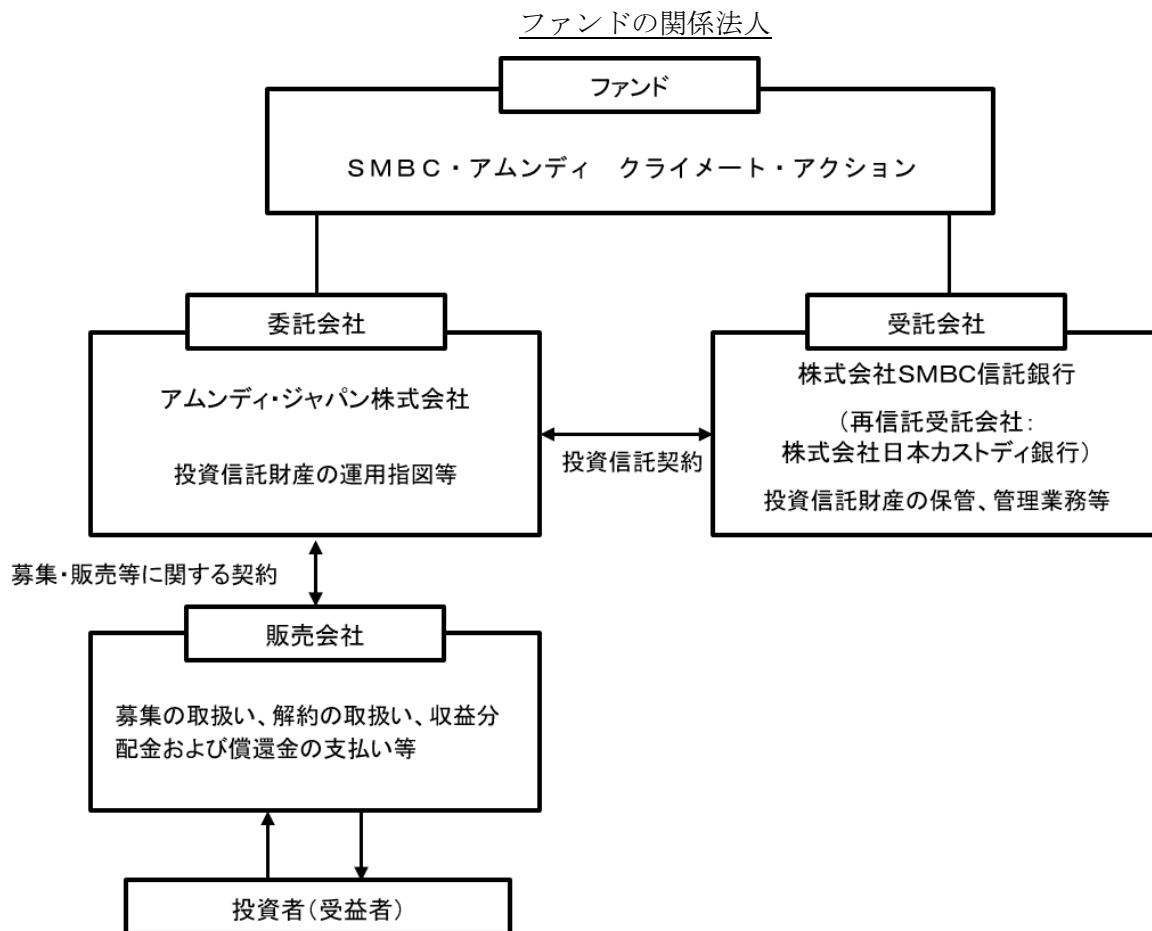 ファンドの関係法人
ファンド
SMBC・アムンディ　クライメート・アクション
委託会社
アムンディ・ジャパン株式会社
投資信託財産の運用指図等
投資信託契約
受託会社
株式会社SMBC信託銀行
(再信託受託会社:
株式会社日本カストディ銀行)
投資信託財産の保管、管理業務等
募集・販売等に関する契約
販売会社
募集の取扱い、解約の取扱い、収益分
配金および償還金の支払い等
投資者(受益者)